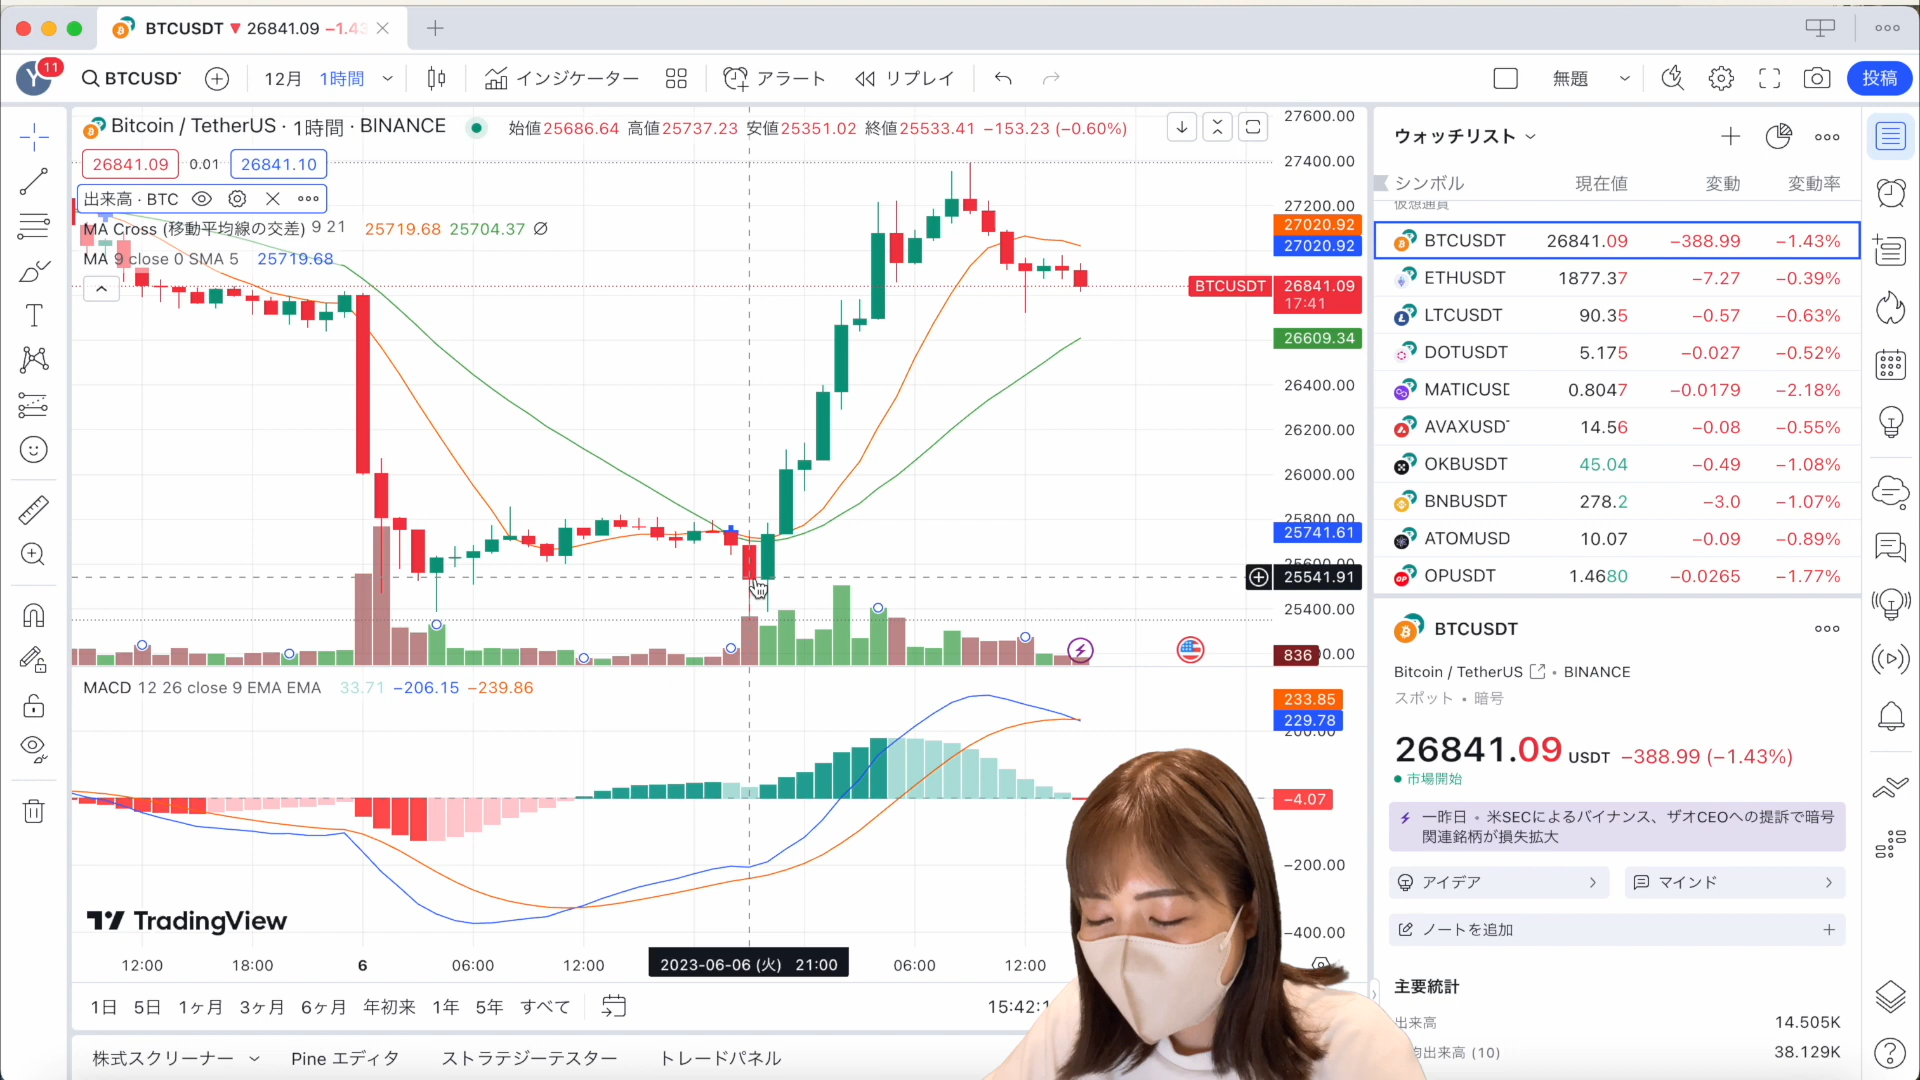 BTCUSDT ▼ 26841.09 −1.43
Y 11 BTCUSD 12月 1時間 インジケーター アラート リプレイ 無題 投稿
Bitcoin / TetherUS · 1時間 · BINANCE 始値25686.64 高値25737.23 安値25351.02 終値25533.41 −153.23 (−0.60%)
26841.09 0.01 26841.10
出来高 · BTC
MA Cross (移動平均線の交差) 9 21 25719.68 25704.37 ∅
MA 9 close 0 SMA 5 25719.68
27600.00
27400.00
27200.00
27020.92
27020.92
BTCUSDT 26841.09
17:41
26609.34
26400.00
26200.00
26000.00
25800.00
25741.61
25541.91
25400.00
836
MACD 12 26 close 9 EMA EMA 33.71 −206.15 −239.86
233.85
229.78
200.00
−4.07
−200.00
−400.00
TradingView
12:00 18:00 6 06:00 12:00 2023-06-06 (火) 21:00 06:00 12:00
1日 5日 1ヶ月 3ヶ月 6ヶ月 年初来 1年 5年 すべて 15:42:1
株式スクリーナー Pine エディタ ストラテジーテスター トレードパネル
ウォッチリスト
シンボル 現在値 変動 変動率
仮想通貨
BTCUSDT 26841.09 −388.99 −1.43%
ETHUSDT 1877.37 −7.27 −0.39%
LTCUSDT 90.35 −0.57 −0.63%
DOTUSDT 5.175 −0.027 −0.52%
MATICUSD 0.8047 −0.0179 −2.18%
AVAXUSD 14.56 −0.08 −0.55%
OKBUSDT 45.04 −0.49 −1.08%
BNBUSDT 278.2 −3.0 −1.07%
ATOMUSD 10.07 −0.09 −0.89%
OPUSDT 1.4680 −0.0265 −1.77%
BTCUSDT
Bitcoin / TetherUS • BINANCE
スポット • 暗号
26841.09 USDT −388.99 (−1.43%)
市場開始
一昨日 • 米SECによるバイナンス、ザオCEOへの提訴で暗号
関連銘柄が損失拡大
アイデア マインド
ノートを追加
主要統計
出来高 14.505K
均出来高 (10) 38.129K